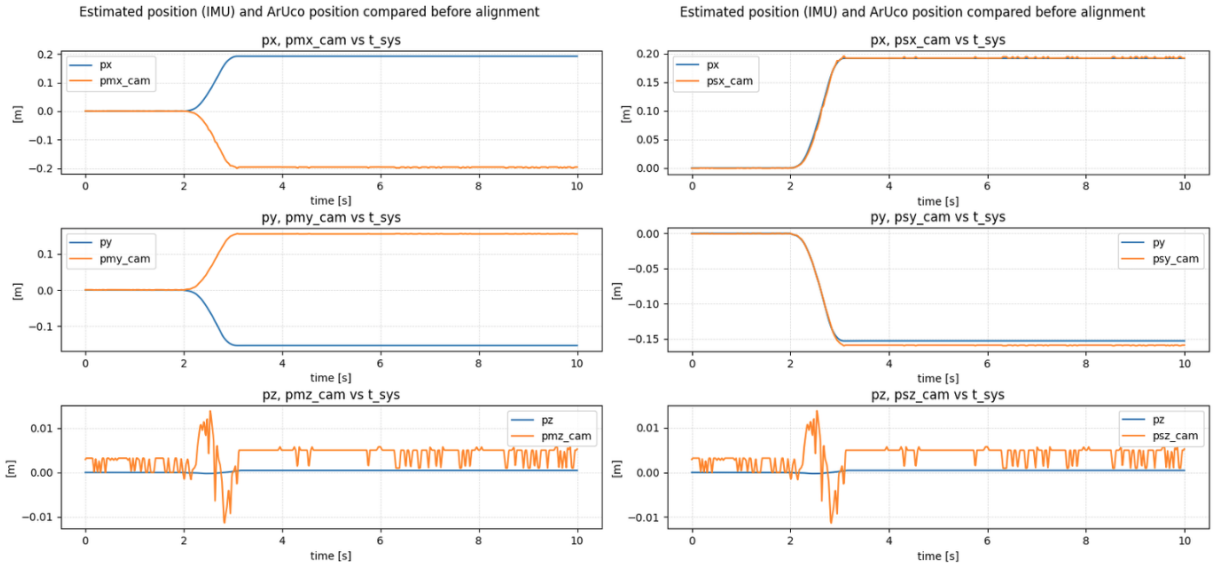 Estimated position (IMU) and ArUco position compared before alignment
px, pmx_cam vs t_sys
0.2
0.1
0.0
−0.1
−0.2
[m]
px
pmx_cam
0 2 4 6 8 10
time [s]
py, pmy_cam vs t_sys
0.1
0.0
−0.1
[m]
py
pmy_cam
0 2 4 6 8 10
time [s]
pz, pmz_cam vs t_sys
0.01
0.00
−0.01
[m]
pz
pmz_cam
0 2 4 6 8 10
time [s]
Estimated position (IMU) and ArUco position compared before alignment
px, psx_cam vs t_sys
0.20
0.15
0.10
0.05
0.00
[m]
px
psx_cam
0 2 4 6 8 10
time [s]
py, psy_cam vs t_sys
0.00
−0.05
−0.10
−0.15
[m]
py
psy_cam
0 2 4 6 8 10
time [s]
pz, psz_cam vs t_sys
0.01
0.00
−0.01
[m]
pz
psz_cam
0 2 4 6 8 10
time [s]